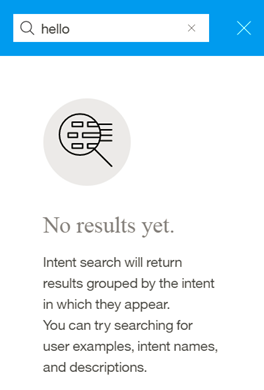 hello
No results yet.
Intent search will return
results grouped by the intent
in which they appear.
You can try searching for
user examples, intent names,
and descriptions.